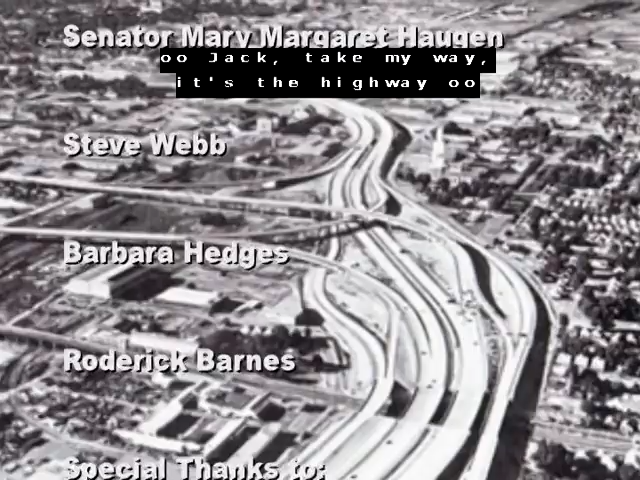 Senator Mary Margaret Haugen
oo Jack, take my way,
it's the highway oo
Steve Webb
Barbara Hedges
Roderick Barnes
Special Thanks to: